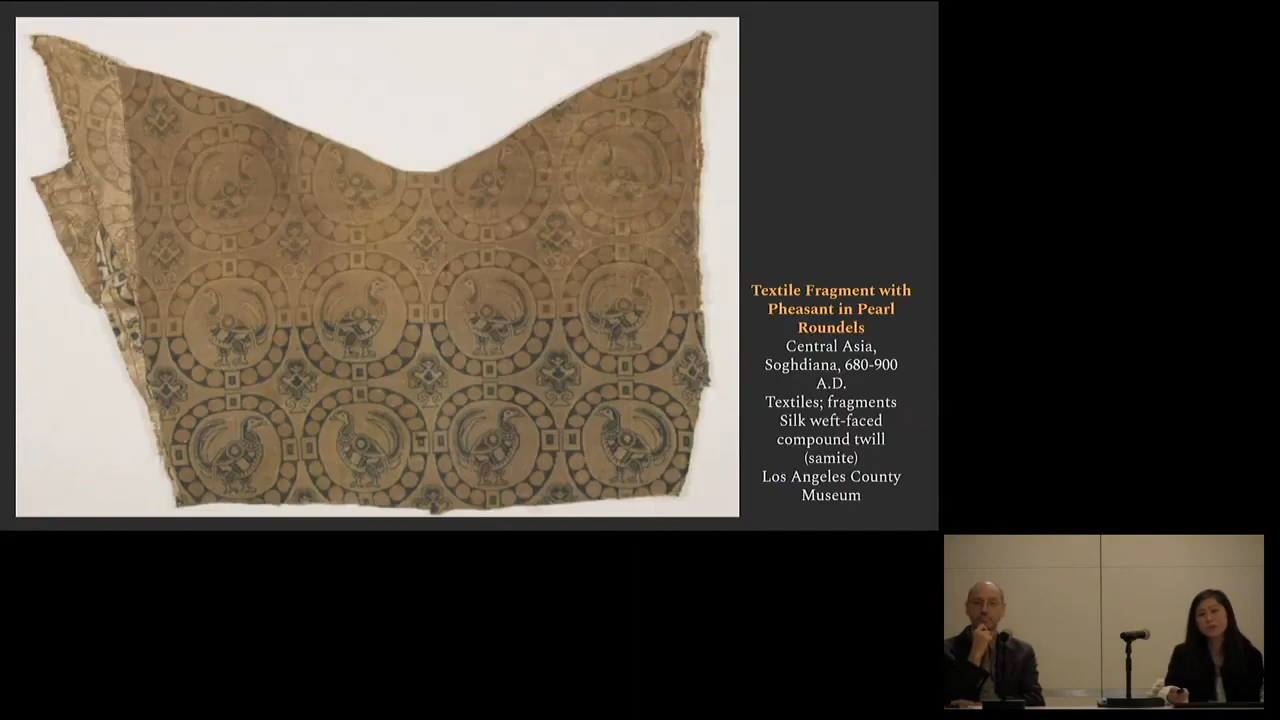 Textile Fragment with
Pheasant in Pearl
Roundels
Central Asia,
Soghdiana, 680-900
A.D.
Textiles; fragments
Silk weft-faced
compound twill
(samite)
Los Angeles County
Museum